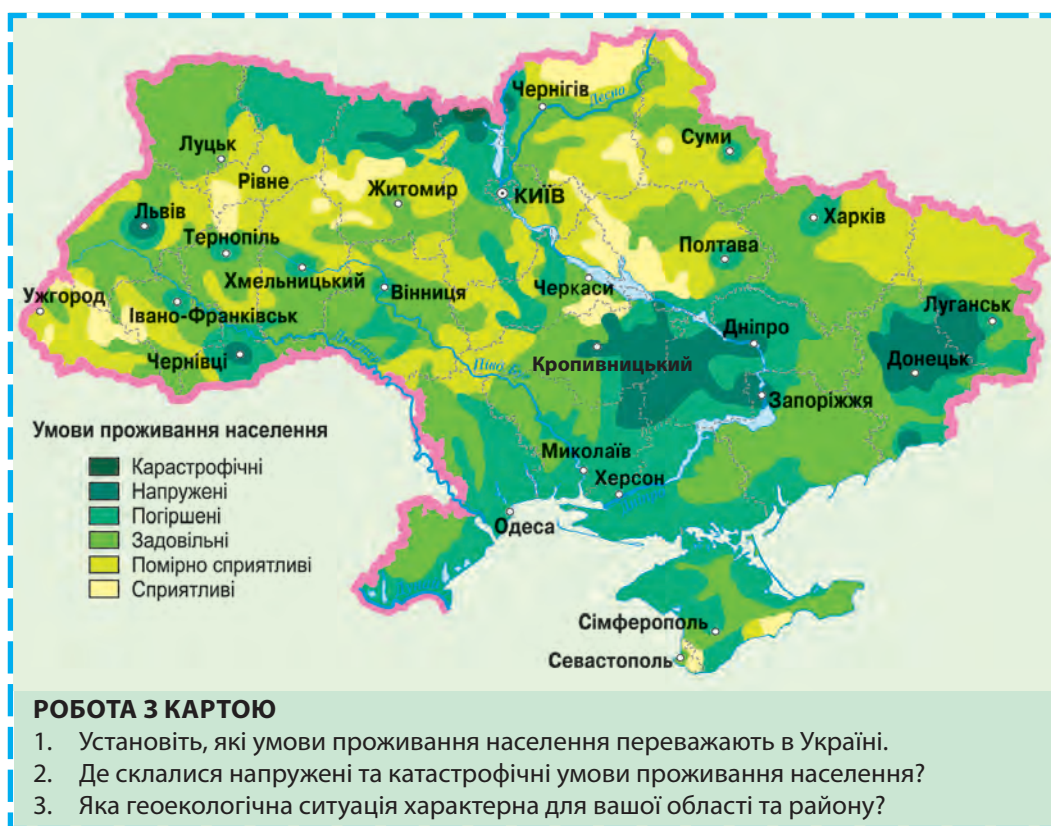 Чернігів
Десна
Суми
Луцьк
Рівне
Житомир
КИЇВ
Львів
Харків
Тернопіль
Полтава
Хмельницький
Вінниця
Черкаси
Ужгород
Івано-Франківськ
Луганськ
Дніпро
Чернівці
Донецьк
Кропивницький
Запоріжжя
Миколаїв
Херсон
Одеса
Сімферополь
Севастополь
Умови проживання населення
Карастрофічні
Напружені
Погіршені
Задовільні
Помірно сприятливі
Сприятливі
РОБОТА З КАРТОЮ
1. Установіть, які умови проживання населення переважають в Україні.
2. Де склалися напружені та катастрофічні умови проживання населення?
3. Яка геоекологічна ситуація характерна для вашої області та району?